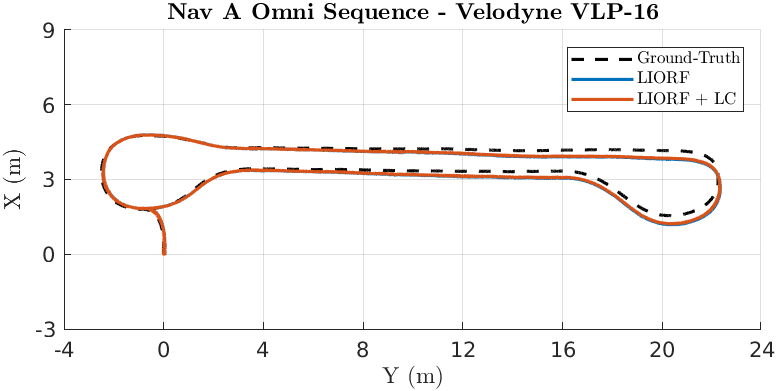 Nav A Omni Sequence - Velodyne VLP-16
9
6
3
0
-3
X (m)
Ground-Truth
LIORF
LIORF + LC
-4
0
4
8
12
16
20
24
Y (m)